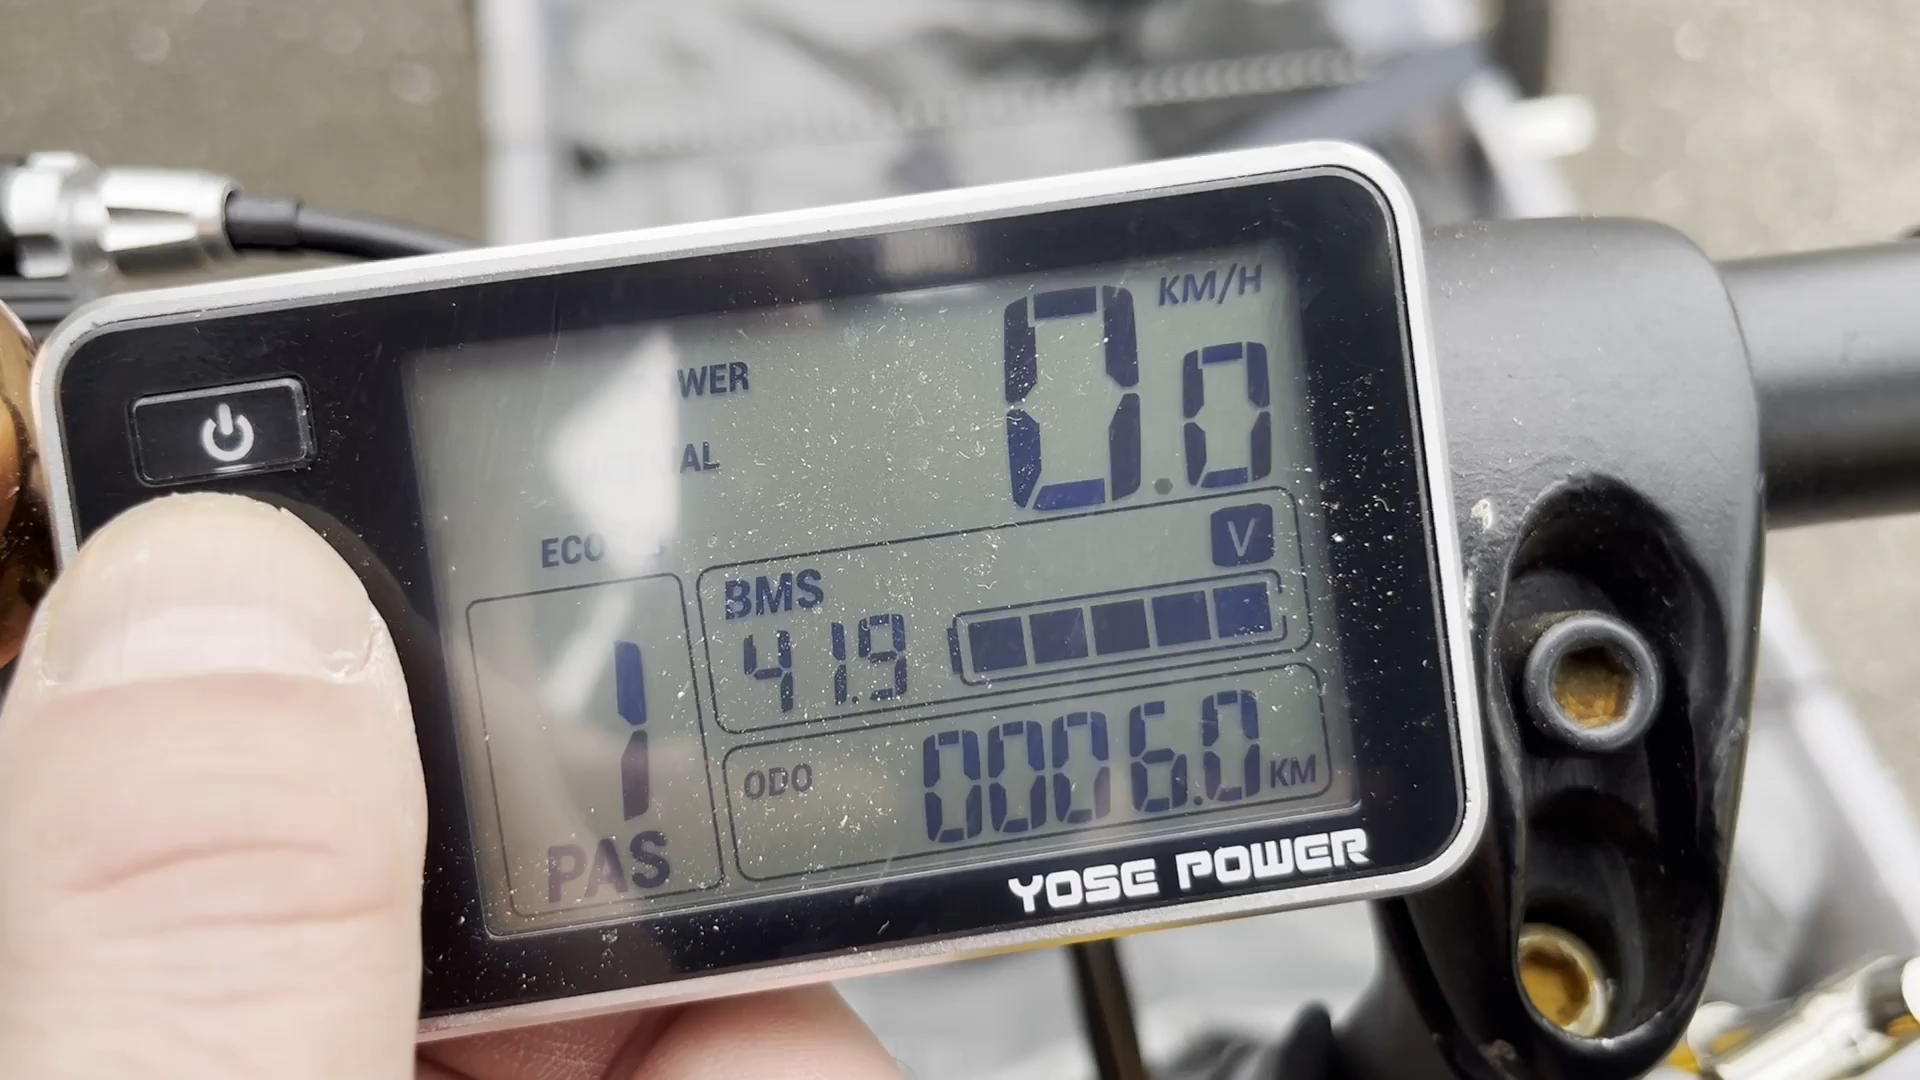 KM/H
0.0
WER
AL
ECO
V
BMS
41.9
1
PAS
ODO 0006.0 KM
YOSE POWER